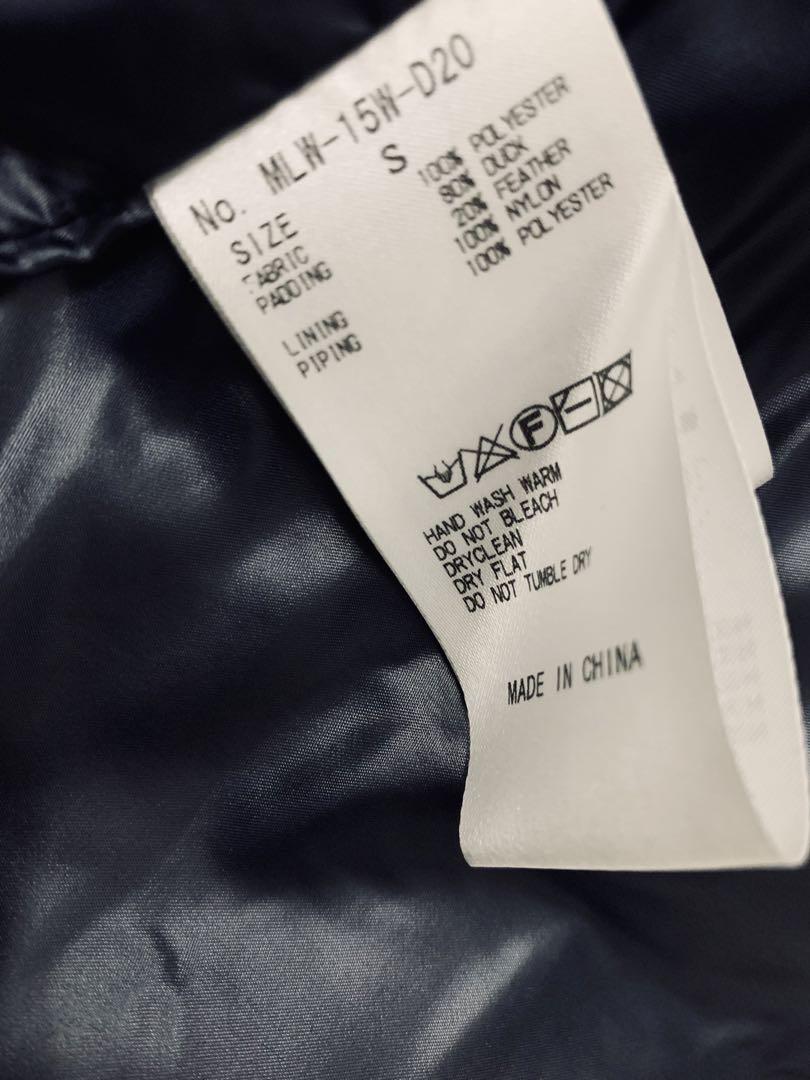 No. MLW-15W-D20
SIZE S
FABRIC 100% POLYESTER
PADDING 80% DUCK
20% FEATHER
LINING 100% NYLON
PIPING 100% POLYESTER
F
HAND WASH WARM
DO NOT BLEACH
DRYCLEAN
DRY FLAT
DO NOT TUMBLE DRY
MADE IN CHINA